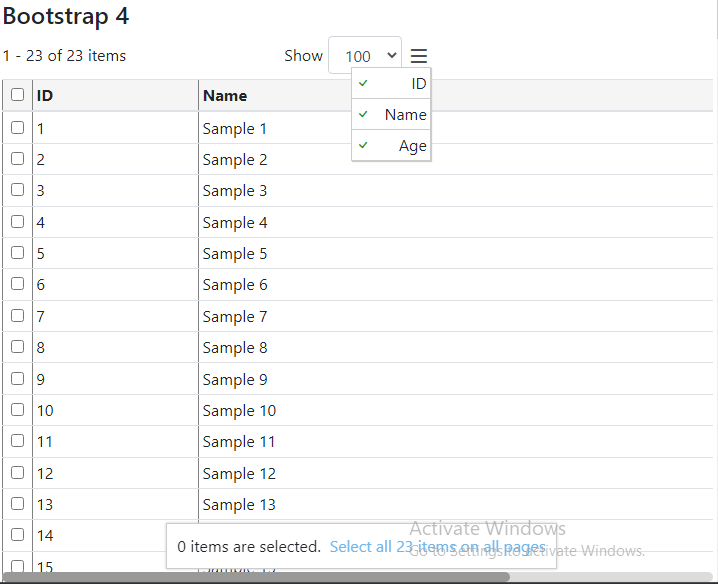 Bootstrap 4
1 - 23 of 23 items Show 100
ID
Name
Age
ID Name
1 Sample 1
2 Sample 2
3 Sample 3
4 Sample 4
5 Sample 5
6 Sample 6
7 Sample 7
8 Sample 8
9 Sample 9
10 Sample 10
11 Sample 11
12 Sample 12
13 Sample 13
14
15
0 items are selected. Select all 23 items on all pages
Activate Windows
Go to Settings to activate Windows.